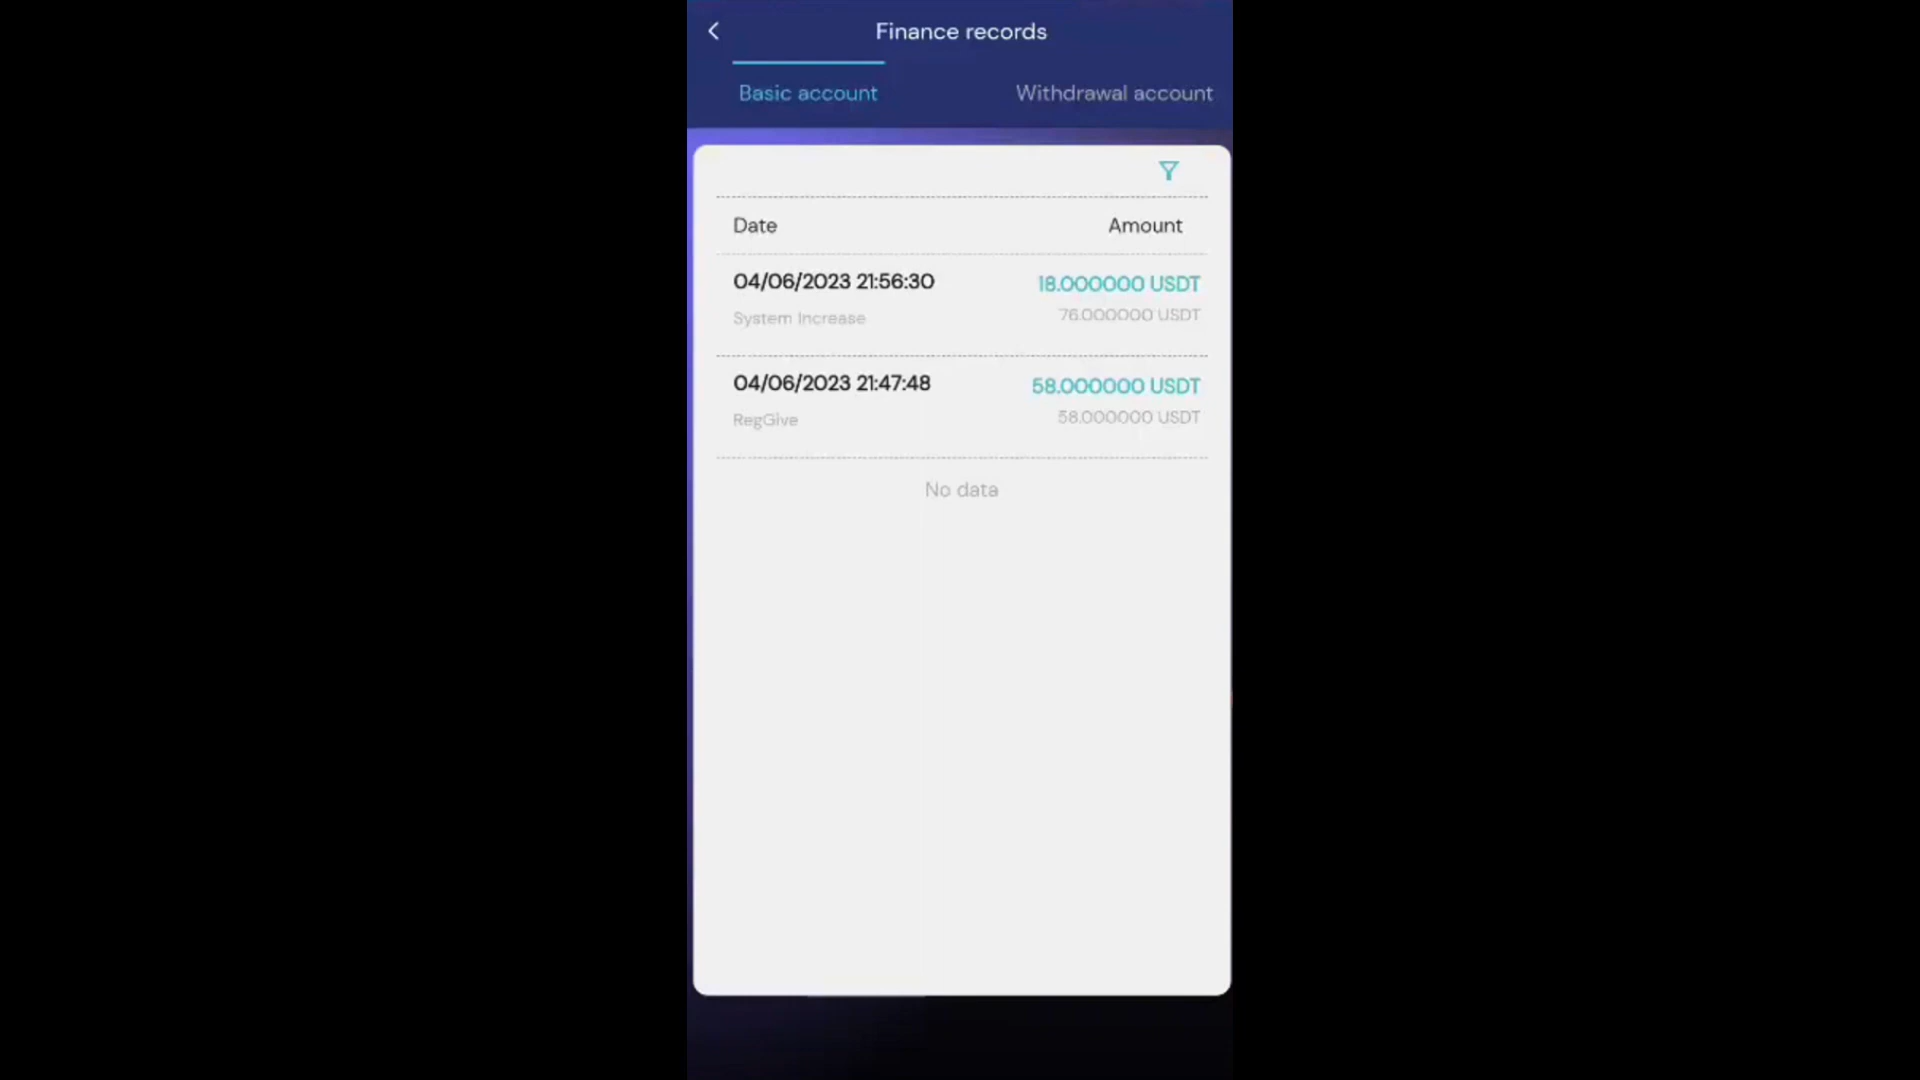 Finance records
Basic account
Withdrawal account
Date
Amount
04/06/2023 21:56:30
18.000000 USDT
System Increase
76.000000 USDT
04/06/2023 21:47:48
58.000000 USDT
RegGive
58.000000 USDT
No data